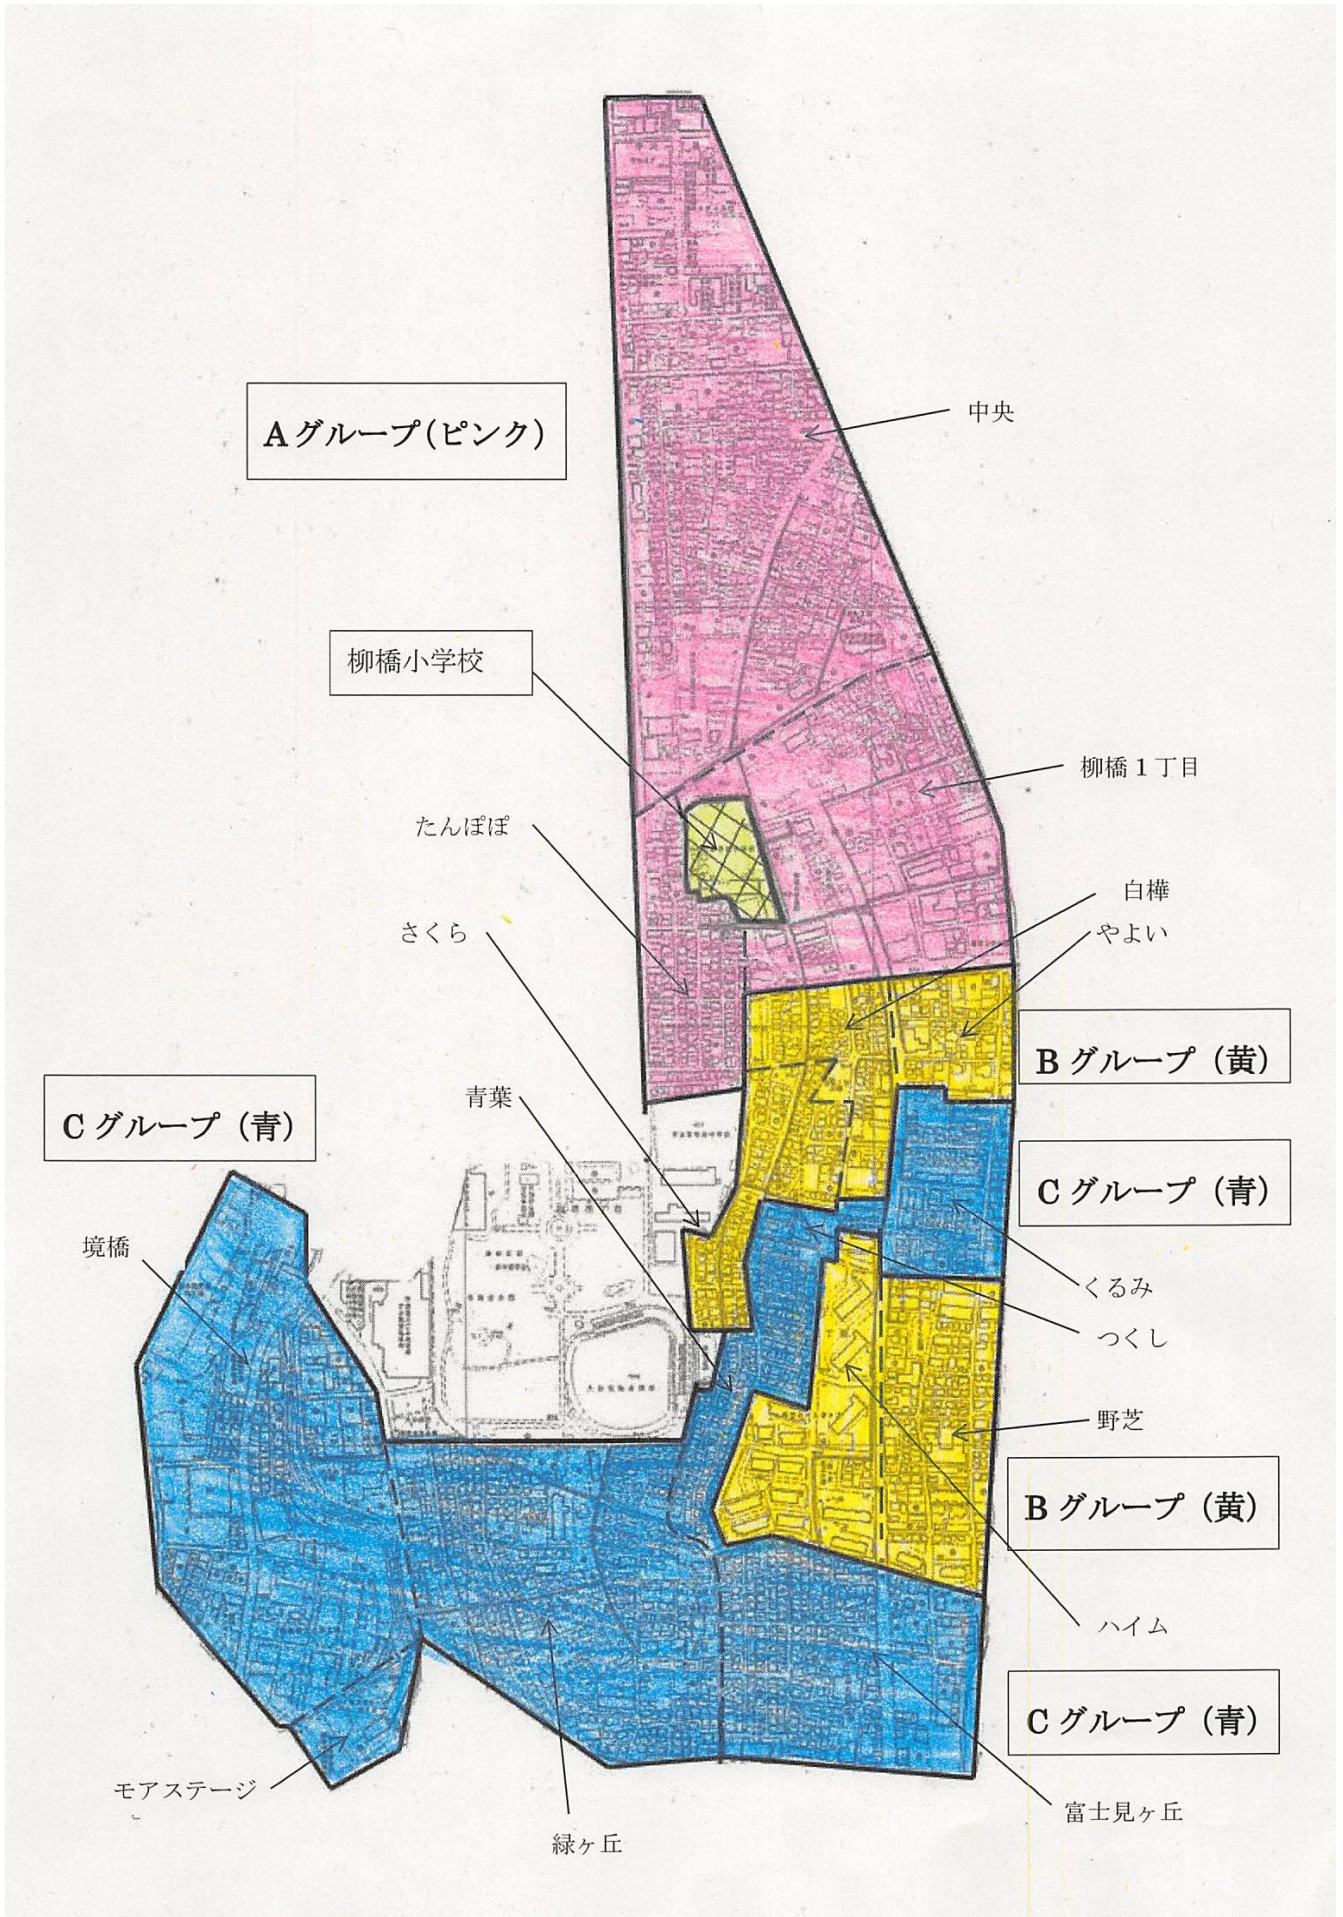 中央
Aグループ(ピンク)
柳橋小学校
柳橋１丁目
たんぽぽ
白樺
さくら
やよい
Bグループ（黄）
青葉
Cグループ（青）
Cグループ（青）
境橋
くるみ
つくし
野芝
Bグループ（黄）
ハイム
Cグループ（青）
モアステージ
富士見ヶ丘
緑ヶ丘